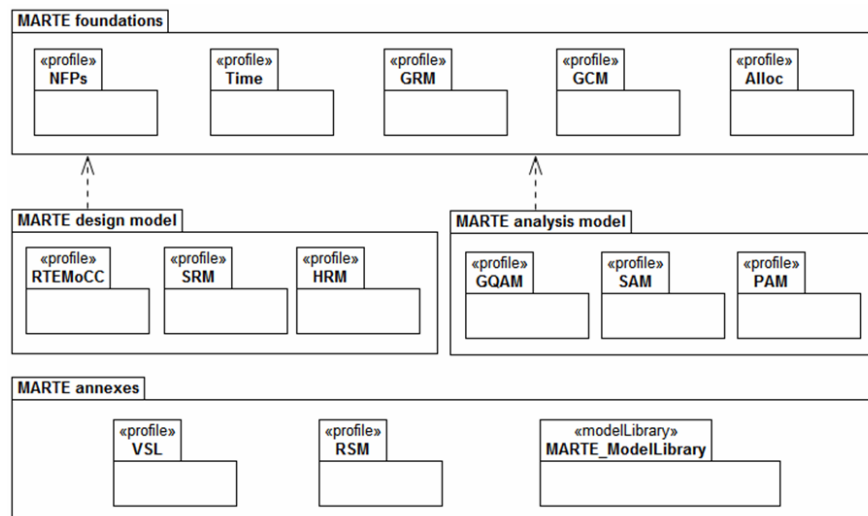 MARTE foundations
«profile»
NFPs
«profile»
Time
«profile»
GRM
«profile»
GCM
«profile»
Alloc
MARTE design model
«profile»
RTEMoCC
«profile»
SRM
«profile»
HRM
MARTE analysis model
«profile»
GQAM
«profile»
SAM
«profile»
PAM
MARTE annexes
«profile»
VSL
«profile»
RSM
«modelLibrary»
MARTE_ModelLibrary